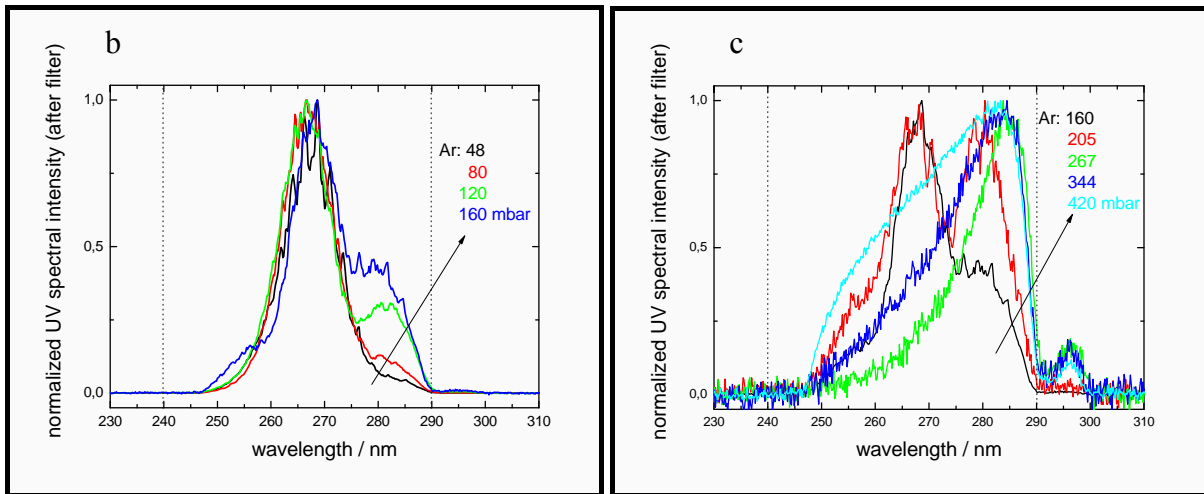 b
normalized UV spectral intensity (after filter)
1,0
0,5
0,0
Ar: 48
80
120
160 mbar
230 240 250 260 270 280 290 300 310
wavelength / nm
c
normalized UV spectral intensity (after filter)
1,0
0,5
0,0
Ar: 160
205
267
344
420 mbar
230 240 250 260 270 280 290 300 310
wavelength / nm